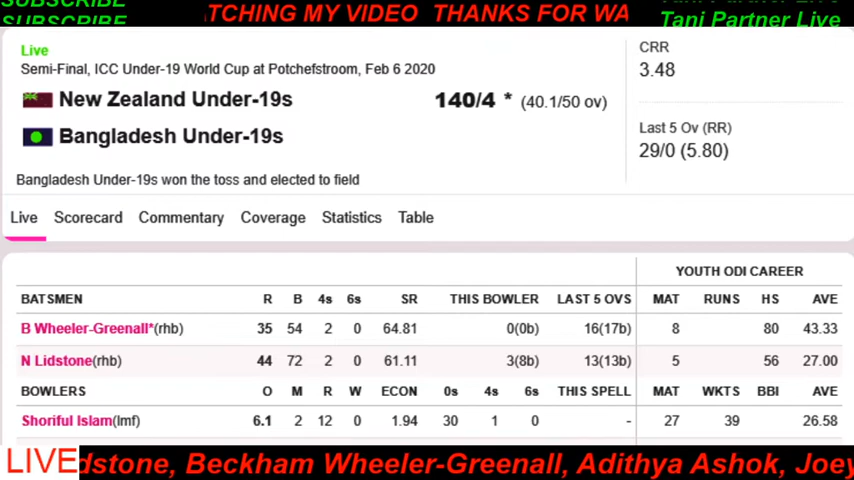 SUBSCRIBE
SUBSCRIBE
TCHING MY VIDEO THANKS FOR WA
Tani Partner Live
Live
Semi-Final, ICC Under-19 World Cup at Potchefstroom, Feb 6 2020
New Zealand Under-19s 140/4 * (40.1/50 ov)
Bangladesh Under-19s
Bangladesh Under-19s won the toss and elected to field
CRR
3.48
Last 5 Ov (RR)
29/0 (5.80)
Live Scorecard Commentary Coverage Statistics Table
YOUTH ODI CAREER
BATSMEN R B 4s 6s SR THIS BOWLER LAST 5 OVS MAT RUNS HS AVE
B Wheeler-Greenall*(rhb) 35 54 2 0 64.81 0(0b) 16(17b) 8 80 43.33
N Lidstone(rhb) 44 72 2 0 61.11 3(8b) 13(13b) 5 56 27.00
BOWLERS O M R W ECON 0s 4s 6s THIS SPELL MAT WKTS BBI AVE
Shoriful Islam(lmf) 6.1 2 12 0 1.94 30 1 0 - 27 39 26.58
LIVE dstone, Beckham Wheeler-Greenall, Adithya Ashok, Joey